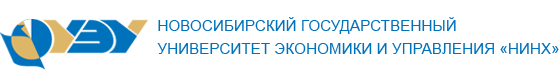 НОВОСИБИРСКИЙ ГОСУДАРСТВЕННЫЙ
УНИВЕРСИТЕТ ЭКОНОМИКИ И УПРАВЛЕНИЯ «НИНХ»